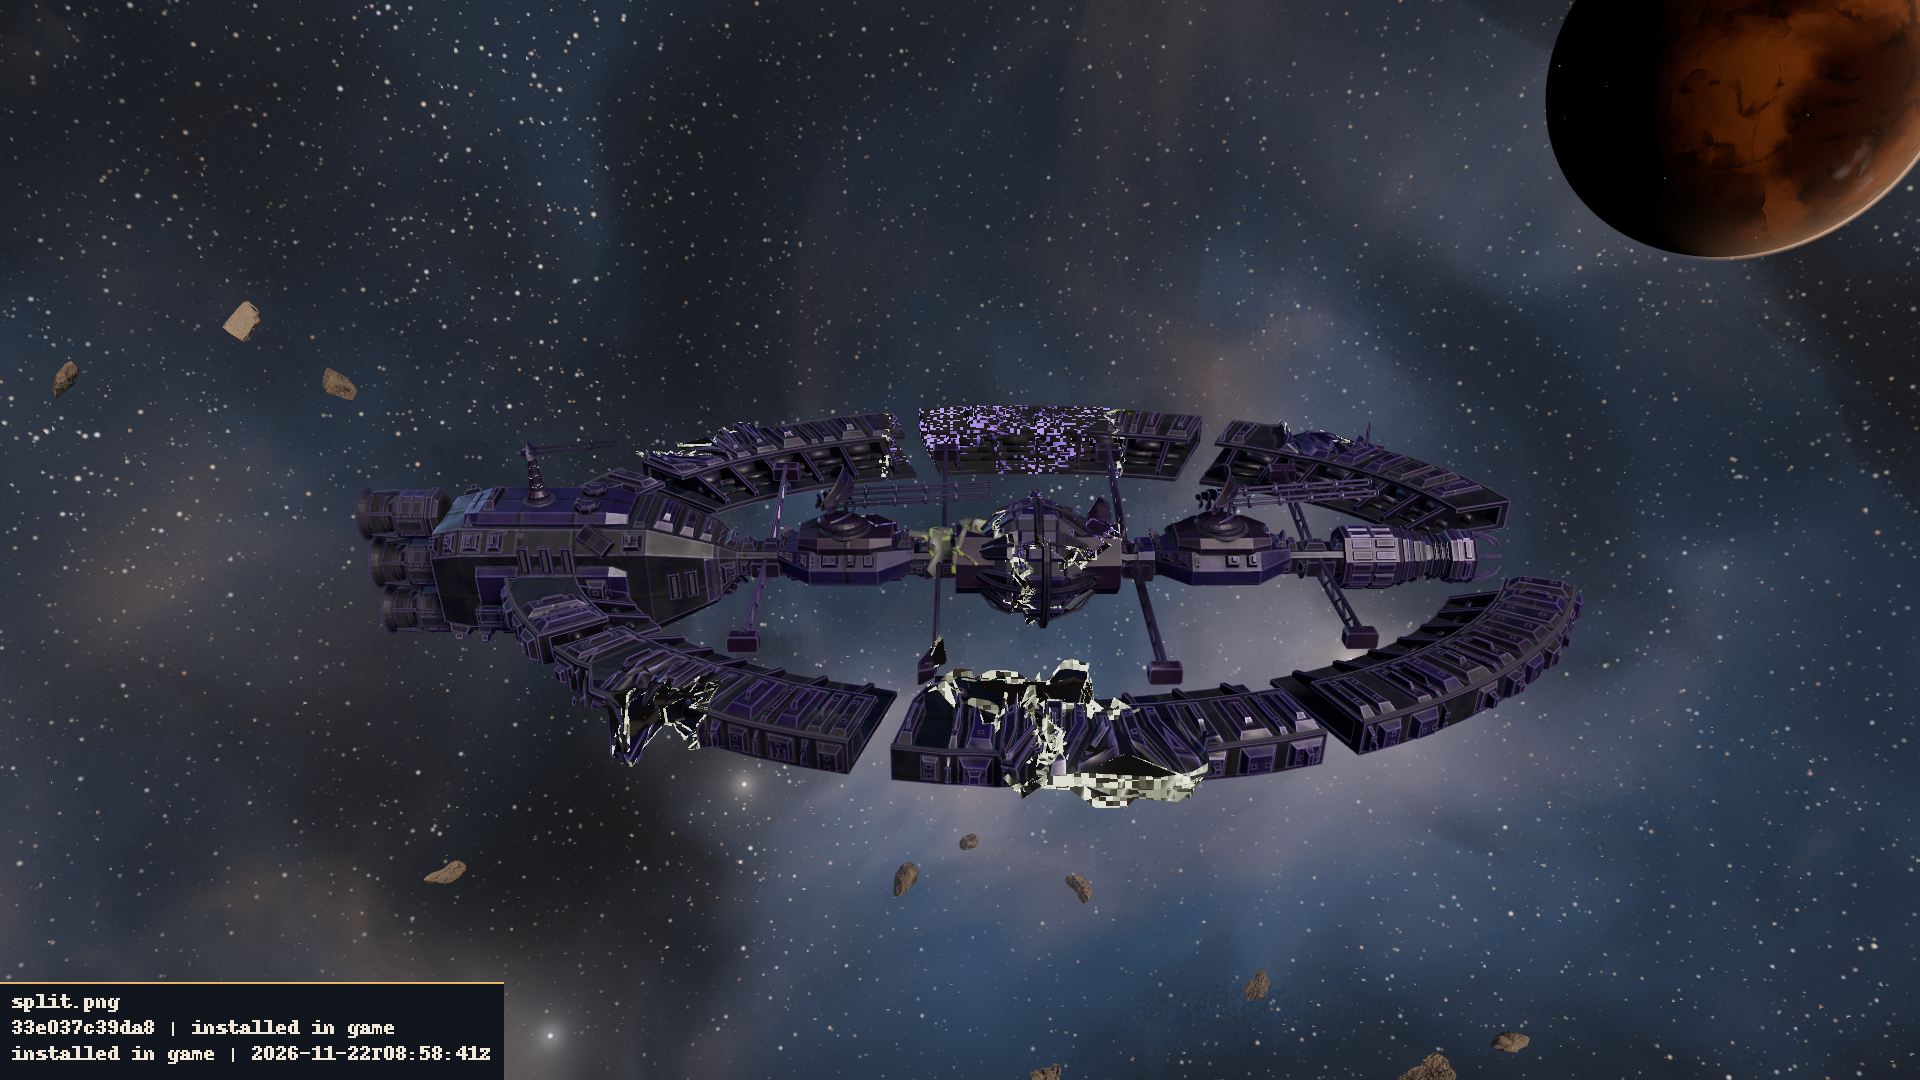 split.png
33e037c39da8 | installed in game
installed in game | 2026-11-22T08:58:41Z